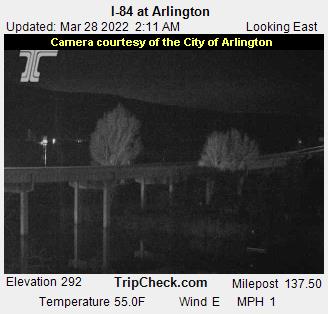 I-84 at Arlington
Updated: Mar 28 2022 2:11 AM Looking East
Camera courtesy of the City of Arlington
Elevation 292 TripCheck.com Milepost 137.50
Temperature 55.0F Wind E MPH 1